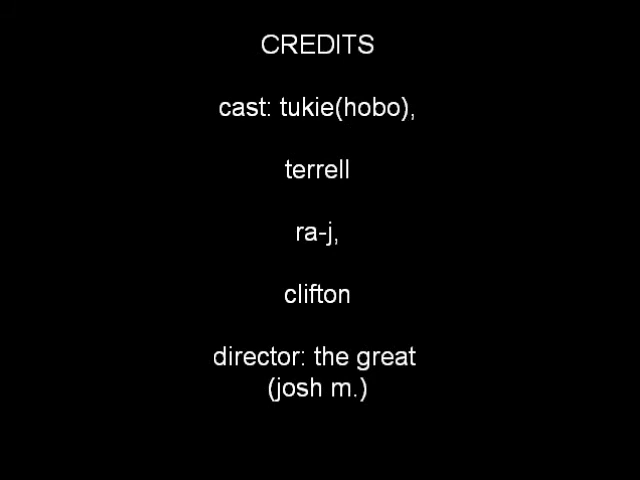 CREDITS
cast: tukie(hobo),
terrell
ra-j,
clifton
director: the great
(josh m.)